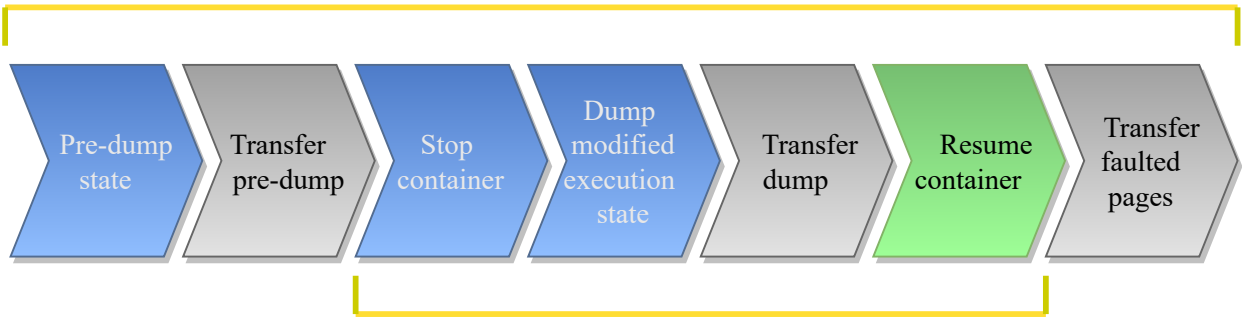 Pre-dump
state
Transfer
pre-dump
Stop
container
Dump
modified
execution
state
Transfer
dump
Resume
container
Transfer
faulted
pages